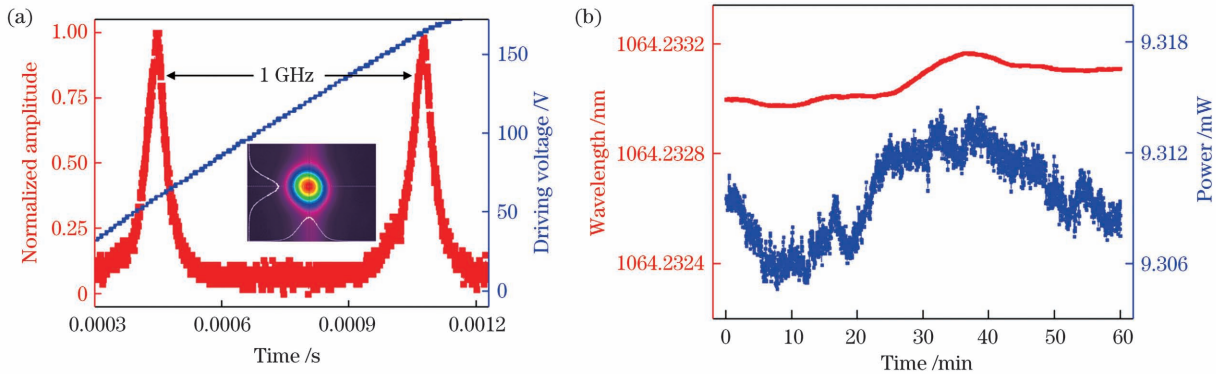 (a)
1.00
0.75
0.50
0.25
0
Normalized amplitude
1 GHz
150
100
50
0
Driving voltage /V
0.0003
0.0006
0.0009
0.0012
Time /s
(b)
1064.2332
1064.2328
1064.2324
Wavelength /nm
9.318
9.312
9.306
Power /mW
0
10
20
30
40
50
60
Time /min